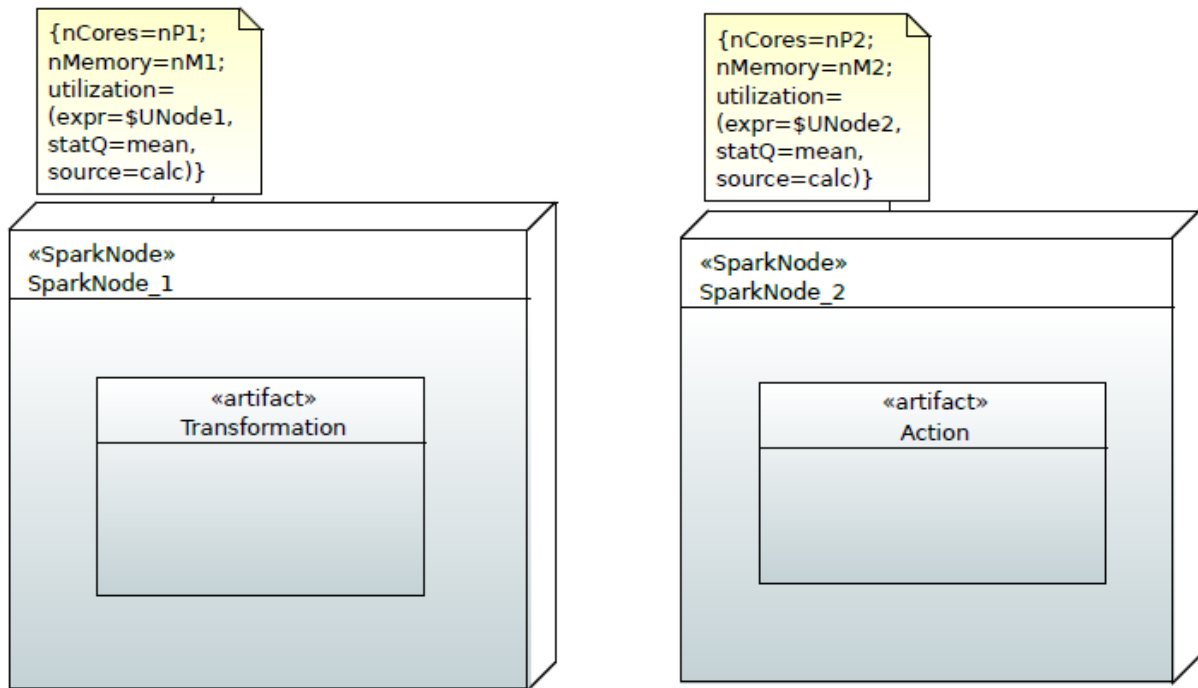 {nCores=nP1;
nMemory=nM1;
utilization=
(expr=$UNode1,
statQ=mean,
source=calc)}
«SparkNode»
SparkNode_1
«artifact»
Transformation
{nCores=nP2;
nMemory=nM2;
utilization=
(expr=$UNode2,
statQ=mean,
source=calc)}
«SparkNode»
SparkNode_2
«artifact»
Action